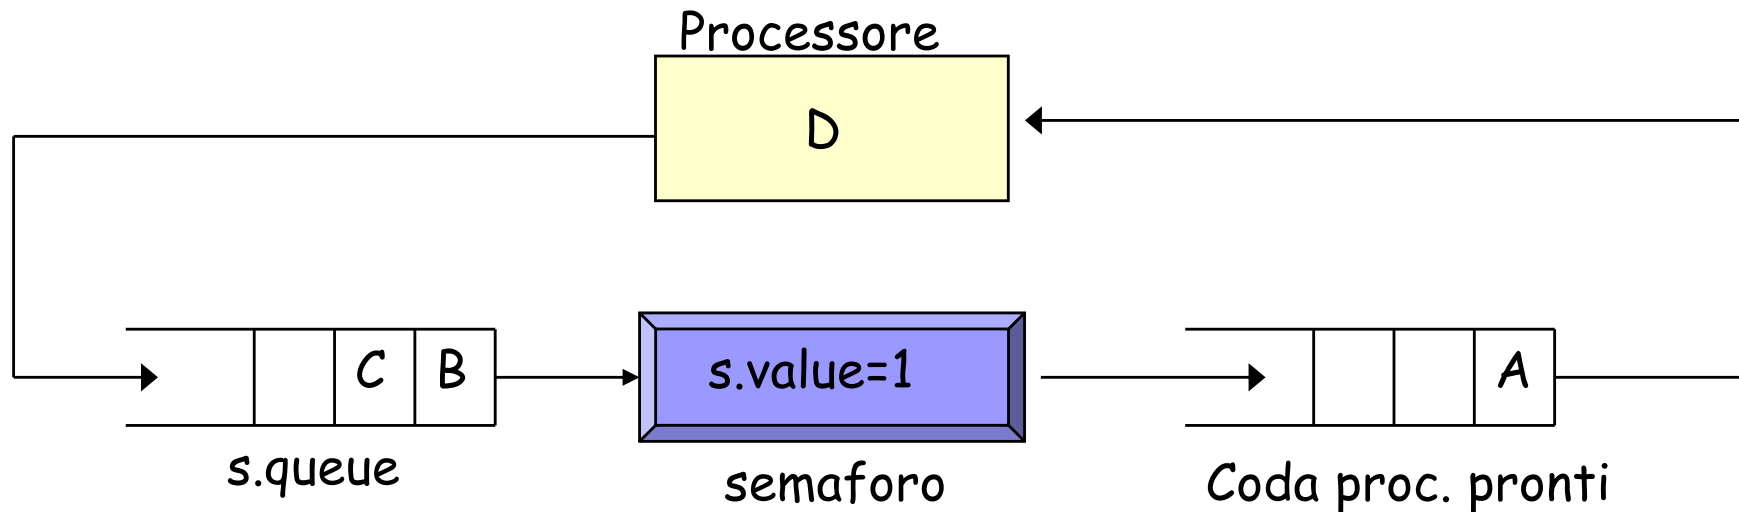 Processore
D
C B
s.value=1
A
s.queue
semaforo
Coda proc. pronti